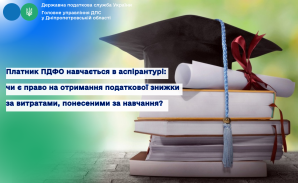 Державна податкова служба України
Головне управління ДПС
у Дніпропетровській області
Платник ПДФО навчається в аспірантурі:
чи є право на отримання податкової знижки
за витратами, понесеними за навчання?